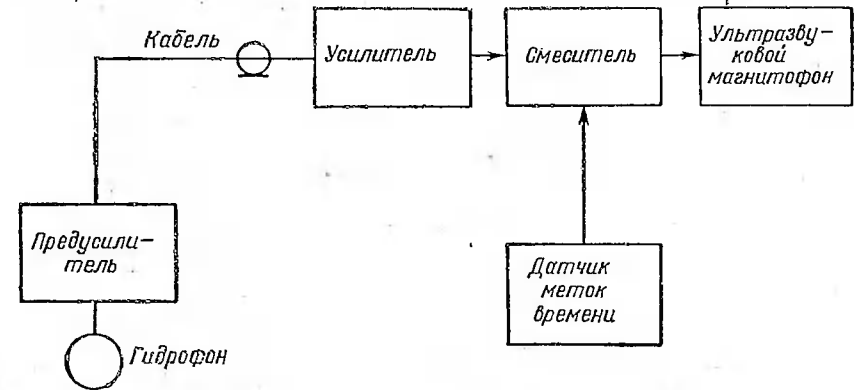 Кабель
Усилитель
Смеситель
Ультразву-
ковой
магнитофон
Предусили-
тель
Датчик
меток
времени
Гидрофон